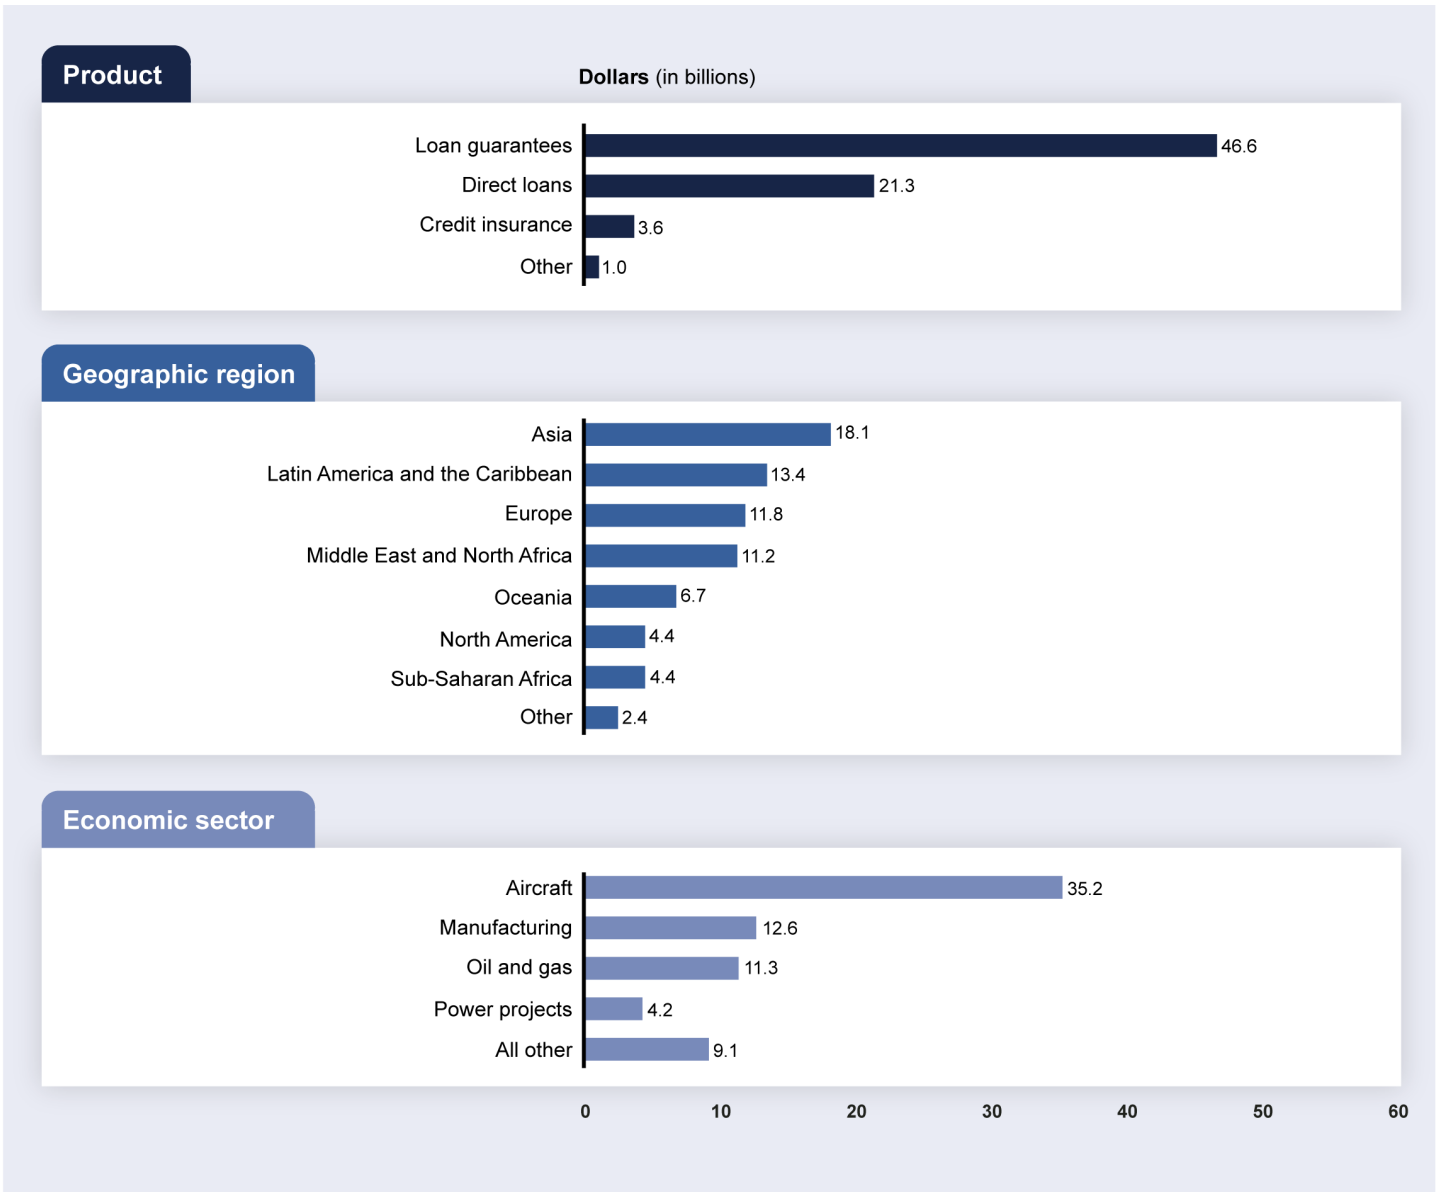 Product
Dollars (in billions)
Loan guarantees 46.6
Direct loans 21.3
Credit insurance 3.6
Other 1.0
Geographic region
Asia 18.1
Latin America and the Caribbean 13.4
Europe 11.8
Middle East and North Africa 11.2
Oceania 6.7
North America 4.4
Sub-Saharan Africa 4.4
Other 2.4
Economic sector
Aircraft 35.2
Manufacturing 12.6
Oil and gas 11.3
Power projects 4.2
All other 9.1
0 10 20 30 40 50 60